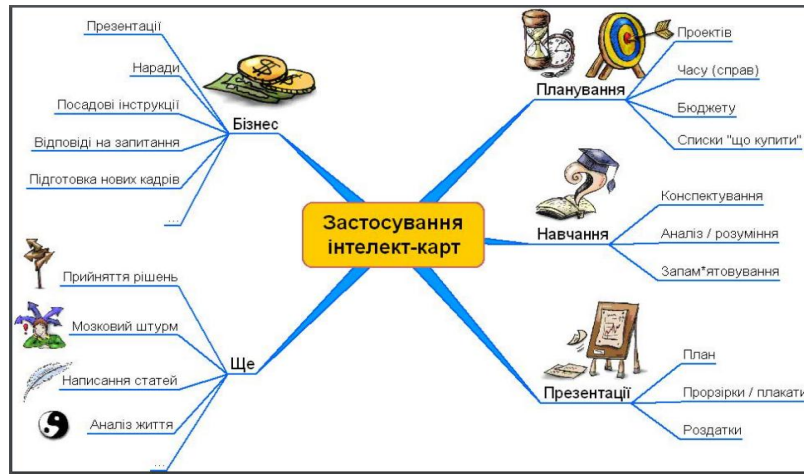 Застосування
інтелект-карт
Бізнес
Презентації
Наради
Посадові інструкції
Відповіді на запитання
Підготовка нових кадрів
...
Планування
Проектів
Часу (справ)
Бюджету
Списки "що купити"
Навчання
Конспектування
Аналіз / розуміння
Запам*ятовування
Презентації
План
Прорзірки / плакати
Роздатки
Ще
Прийняття рішень
Мозковий штурм
Написання статей
Аналіз життя
...